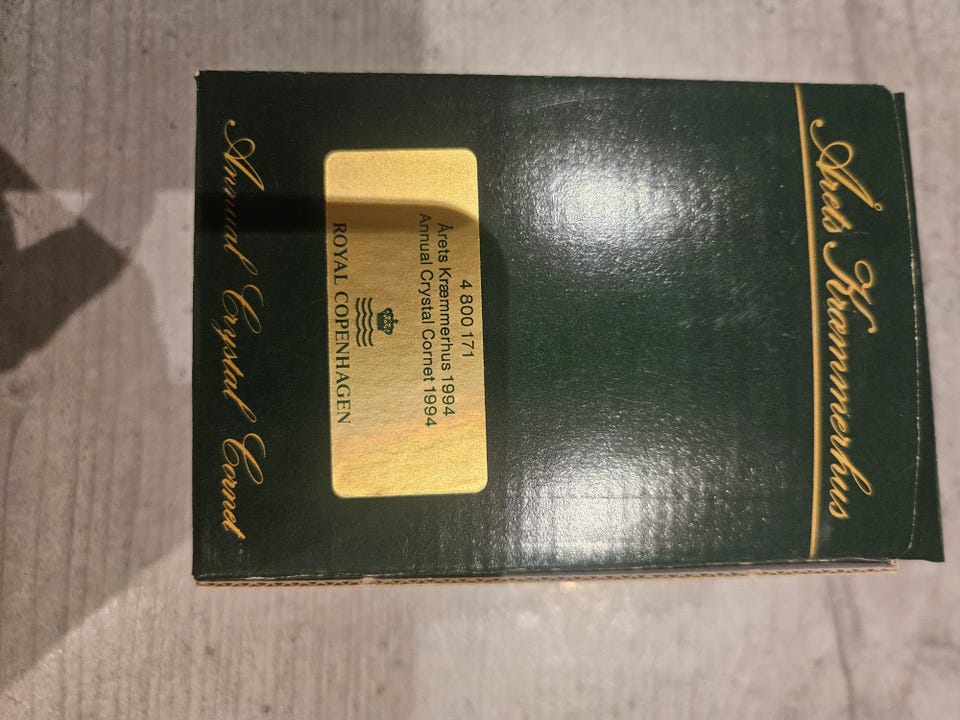 Årets Kræmmerhus
4 800 171
Årets Kræmmerhus 1994
Annual Crystal Cornet 1994
ROYAL COPENHAGEN
Annual Crystal Cornet